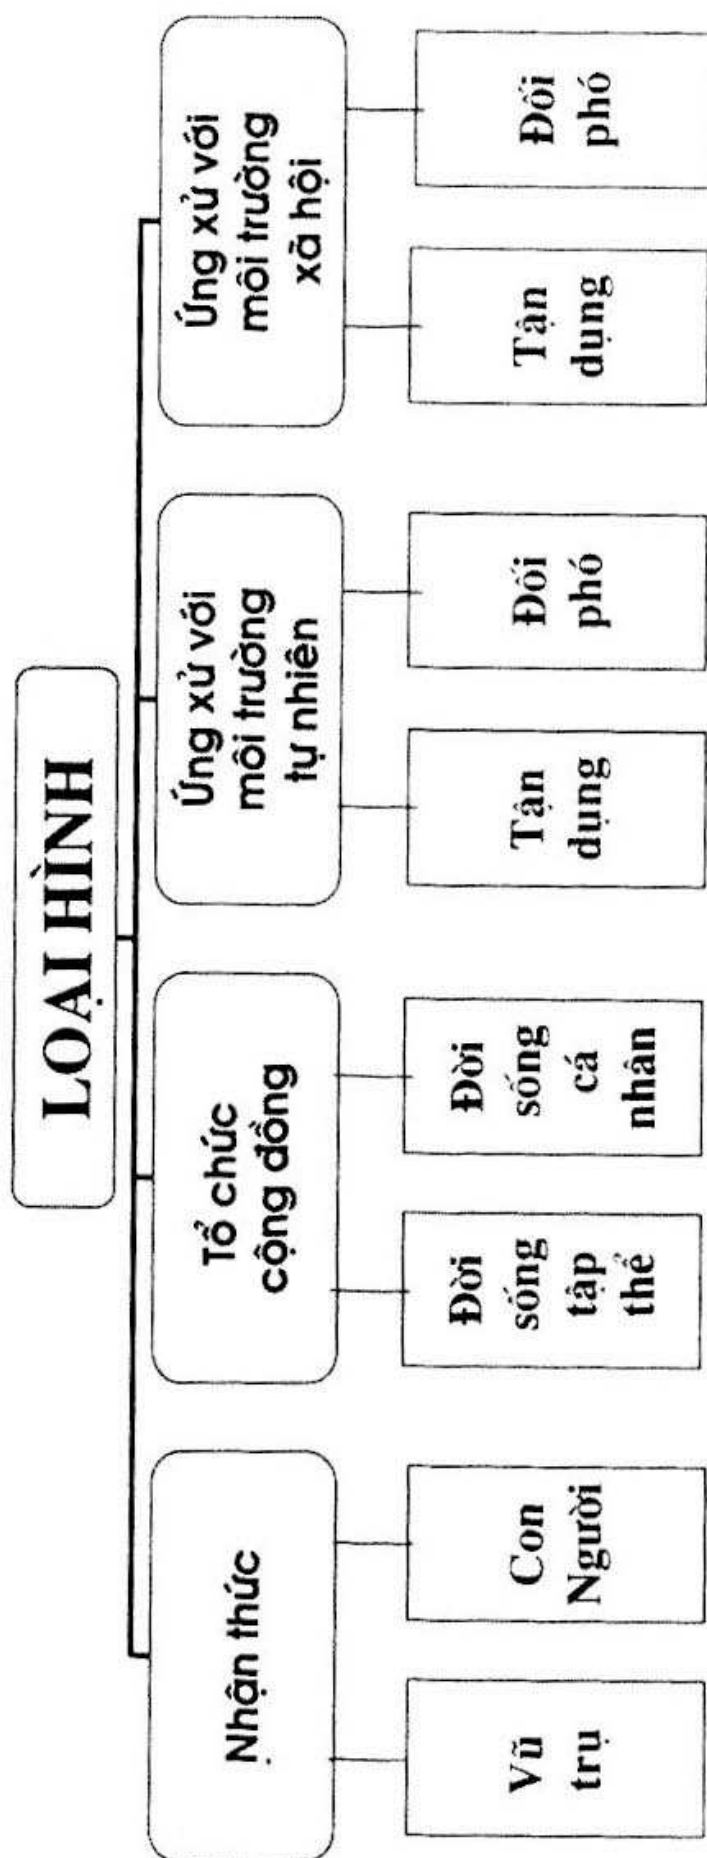 LOẠI HÌNH
Nhận thức
Tổ chức
cộng đồng
Ứng xử với
môi trường
tự nhiên
Ứng xử với
môi trường
xã hội
Vũ
trụ
Con
Người
Đời
sống
tập
thể
Đời
sống
cá
nhân
Tận
dụng
Đối
phó
Tận
dụng
Đối
phó